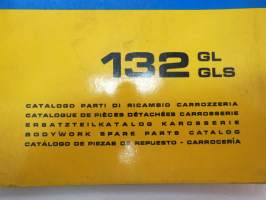 132 GL
GLS
CATALOGO PARTI DI RICAMBIO CARROZZERIA
CATALOGUE DE PIÈCES DÉTACHÉES CARROSSERIE
ERSATZTEILKATALOG KAROSSERIE
BODYWORK SPARE PARTS CATALOG
CATÁLOGO DE PIEZAS DE REPUESTO - CARROCERÍA